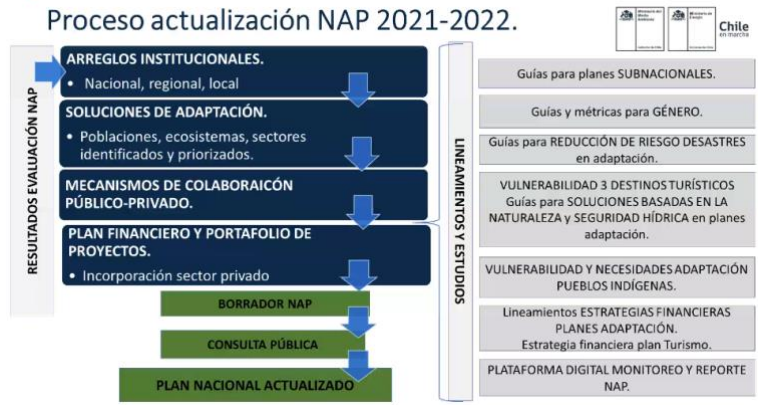 Proceso actualización NAP 2021-2022.
Chile
en marcha
RESULTADOS EVALUACIÓN NAP
ARREGLOS INSTITUCIONALES.
• Nacional, regional, local
SOLUCIONES DE ADAPTACIÓN.
• Poblaciones, ecosistemas, sectores
identificados y priorizados.
MECANISMOS DE COLABORAICÓN
PÚBLICO-PRIVADO.
PLAN FINANCIERO Y PORTAFOLIO DE
PROYECTOS.
• Incorporación sector privado
BORRADOR NAP
CONSULTA PÚBLICA
PLAN NACIONAL ACTUALIZADO
LINEAMIENTOS Y ESTUDIOS
Guías para planes SUBNACIONALES.
Guías y métricas para GÉNERO.
Guías para REDUCCIÓN DE RIESGO DESASTRES
en adaptación.
VULNERABILIDAD 3 DESTINOS TURÍSTICOS
Guías para SOLUCIONES BASADAS EN LA
NATURALEZA y SEGURIDAD HÍDRICA en planes
adaptación.
VULNERABILIDAD Y NECESIDADES ADAPTACIÓN
PUEBLOS INDÍGENAS.
Lineamientos ESTRATEGIAS FINANCIERAS
PLANES ADAPTACIÓN.
Estrategia financiera plan Turismo.
PLATAFORMA DIGITAL MONITOREO Y REPORTE
NAP.